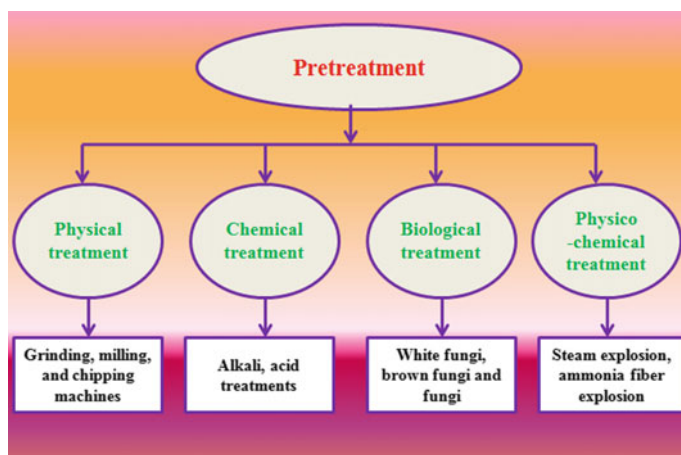 Pretreatment
Physical
treatment
Chemical
treatment
Biological
treatment
Physico
-chemical
treatment
Grinding, milling,
and chipping
machines
Alkali, acid
treatments
White fungi,
brown fungi and
fungi
Steam explosion,
ammonia fiber
explosion